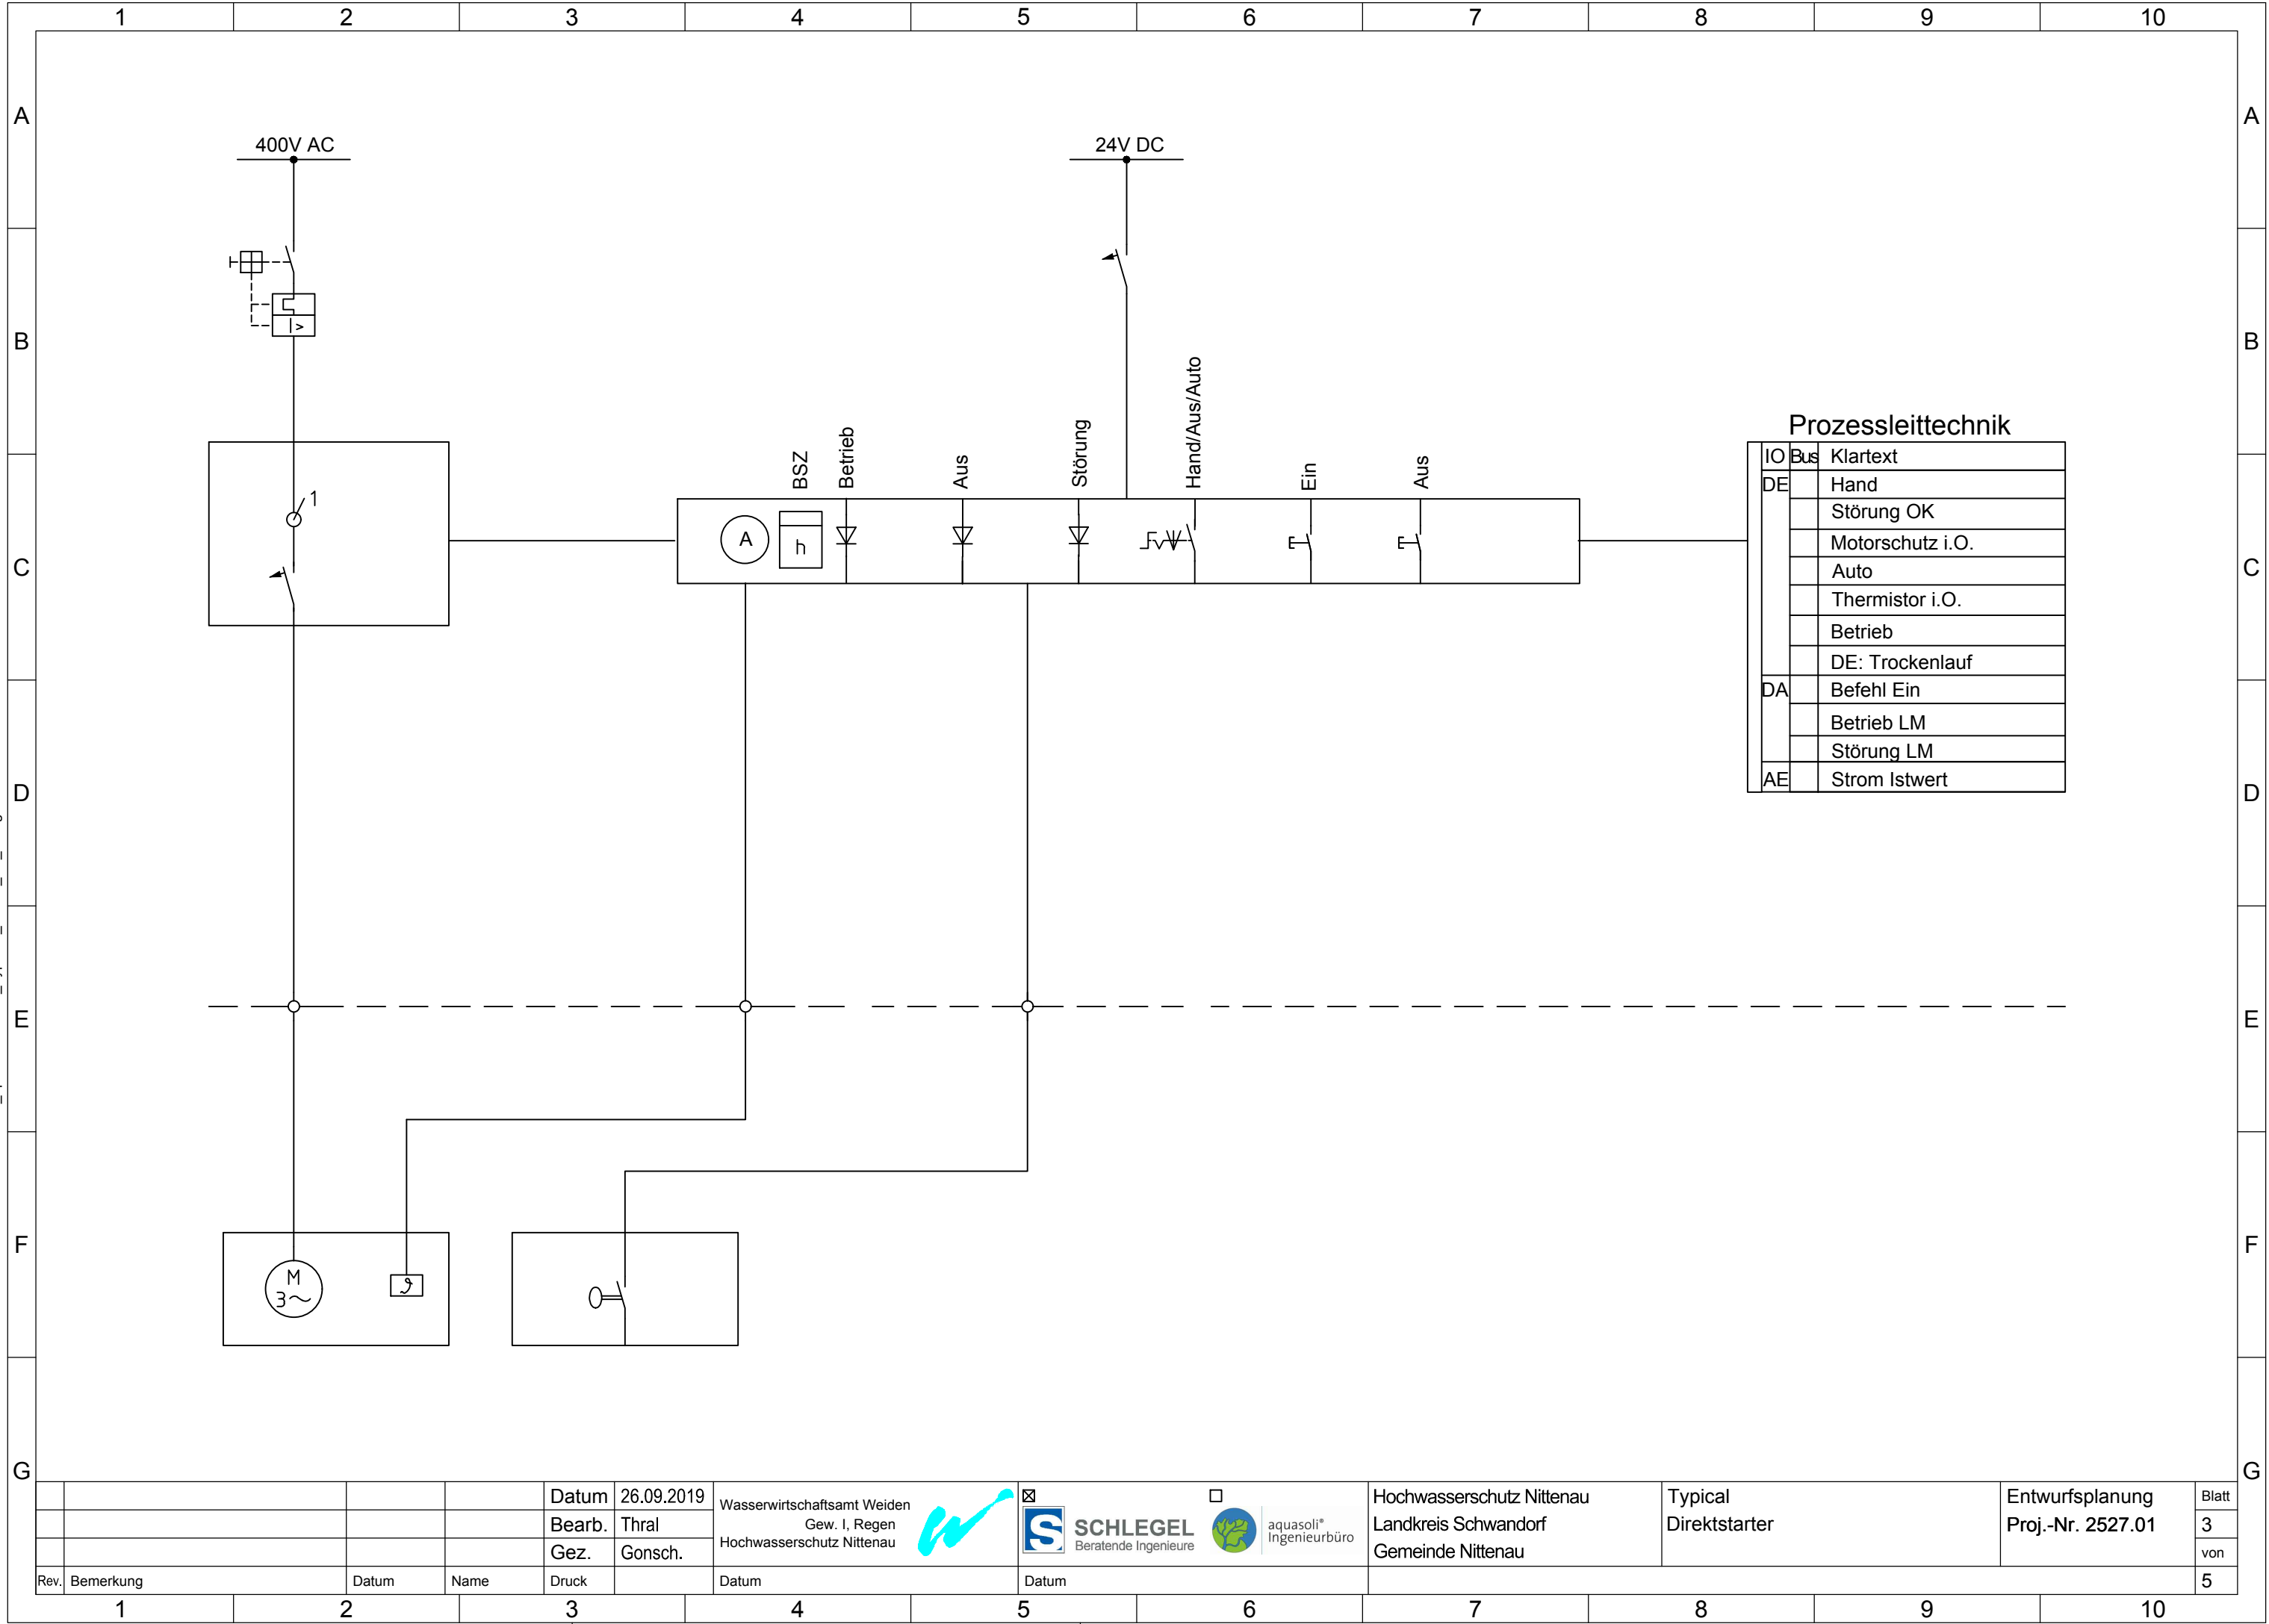 1 2 3 4 5 6 7 8 9 10
A A
400V AC 24V DC
B B
I>
Hand/Aus/Auto
Prozessleittechnik
BSZ Betrieb Aus Störung Ein Aus
IO Bus Klartext
DE Hand
Störung OK
Motorschutz i.O.
Auto
Thermistor i.O.
Betrieb
DE: Trockenlauf
DA Befehl Ein
Betrieb LM
Störung LM
AE Strom Istwert
1
A h
C C
D D
E E
F F
M
3~
ϑ
G G
Datum 26.09.2019
Bearb. Thral
Gez. Gonsch.
Rev. Bemerkung Datum Name Druck
Wasserwirtschaftsamt Weiden
Gew. I, Regen
Hochwasserschutz Nittenau
Datum
S SCHLEGEL
Beratende Ingenieure
aquasoli®
Ingenieurbüro
Datum
Hochwasserschutz Nittenau
Landkreis Schwandorf
Gemeinde Nittenau
Typical
Direktstarter
Entwurfsplanung
Proj.-Nr. 2527.01
Blatt
3
von
5
1 2 3 4 5 6 7 8 9 10